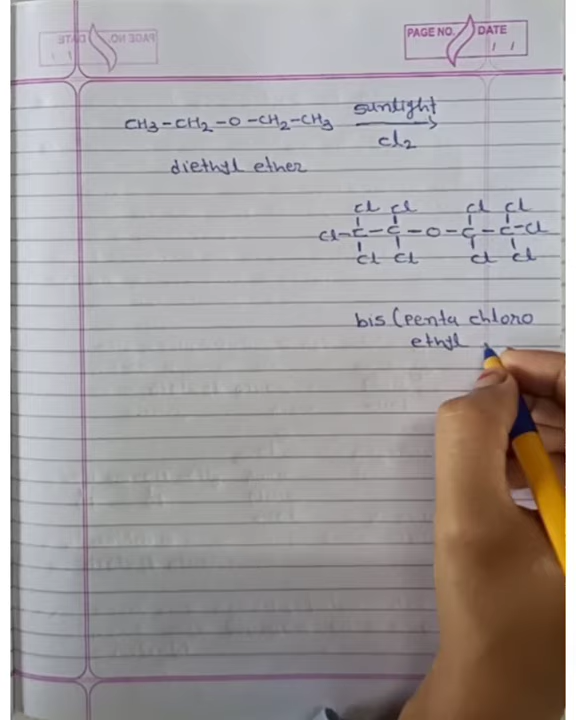 PAGE NO. DATE
/ /
sunlight
CH3-CH2-O-CH2-CH3
Cl2
diethyl ether
Cl Cl Cl Cl
Cl-C-C-O-C-C-Cl
Cl Cl Cl Cl
bis (penta chloro
ethyl